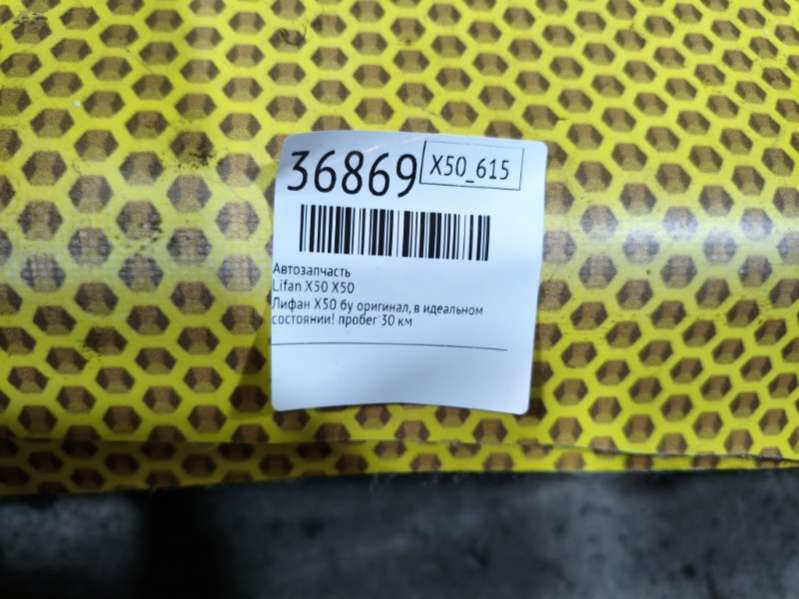 36869 X50_615
Автозапчасть
Lifan X50 X50
Лифан X50 бу оригинал, в идеальном
состоянии! пробег 30 км